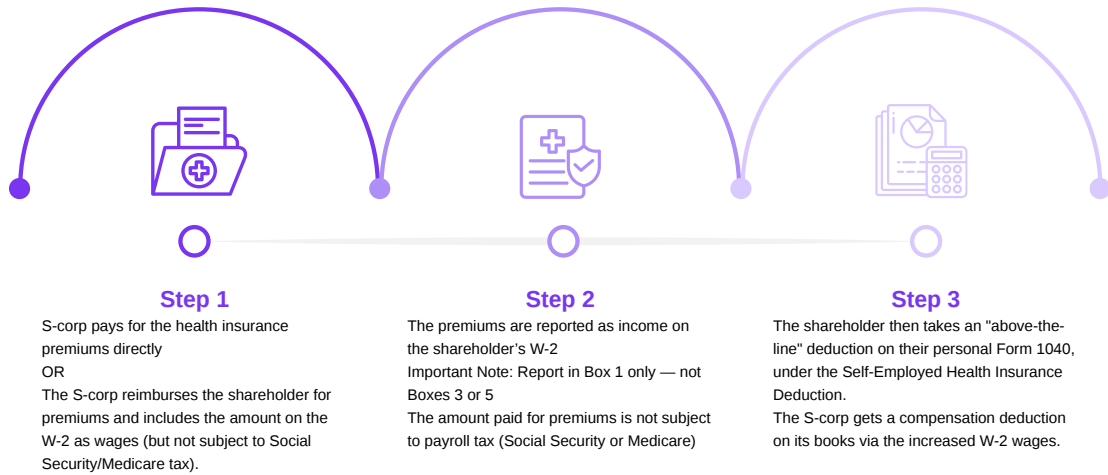 Step 1
S-corp pays for the health insurance
premiums directly
OR
The S-corp reimburses the shareholder for
premiums and includes the amount on the
W-2 as wages (but not subject to Social
Security/Medicare tax).
Step 2
The premiums are reported as income on
the shareholder’s W-2
Important Note: Report in Box 1 only — not
Boxes 3 or 5
The amount paid for premiums is not subject
to payroll tax (Social Security or Medicare)
Step 3
The shareholder then takes an "above-the-
line" deduction on their personal Form 1040,
under the Self-Employed Health Insurance
Deduction.
The S-corp gets a compensation deduction
on its books via the increased W-2 wages.